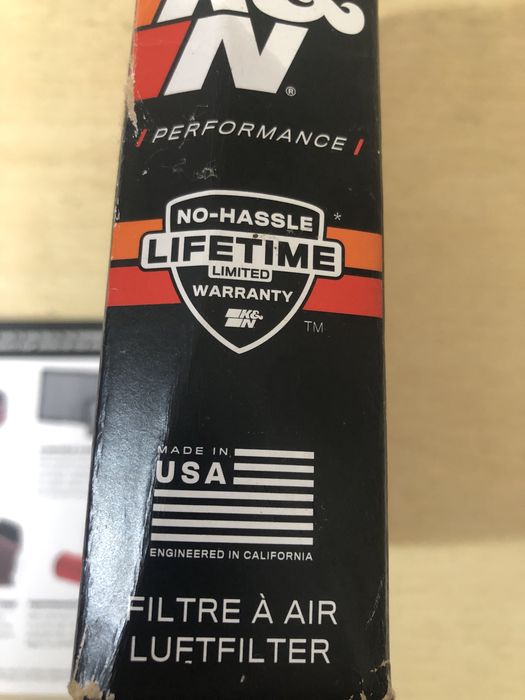 K&N®
/ PERFORMANCE /
NO-HASSLE *
LIFETIME
LIMITED
WARRANTY
K&N
TM
MADE IN
USA
ENGINEERED IN CALIFORNIA
FILTRE À AIR
LUFTFILTER